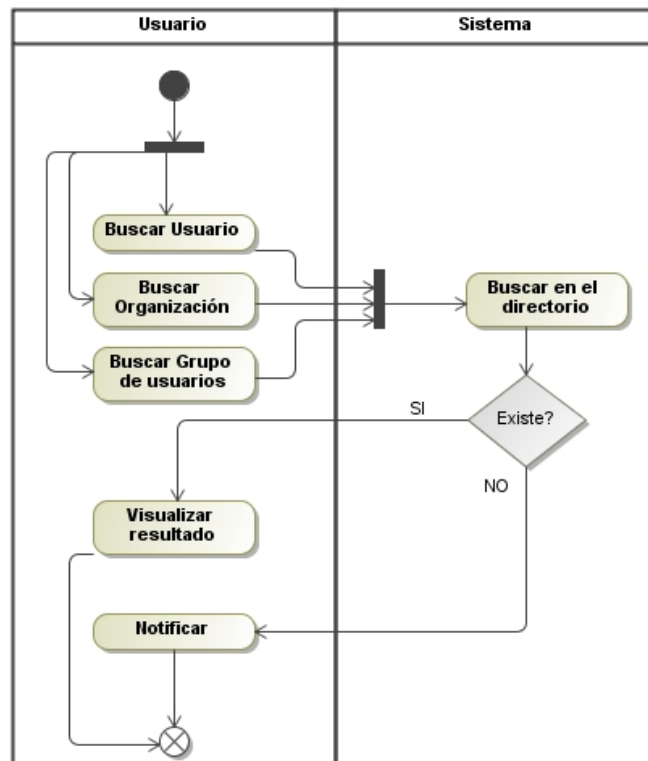 Usuario
Sistema
Buscar Usuario
Buscar
Organización
Buscar en el
directorio
Buscar Grupo
de usuarios
SI
Existe?
NO
Visualizar
resultado
Notificar